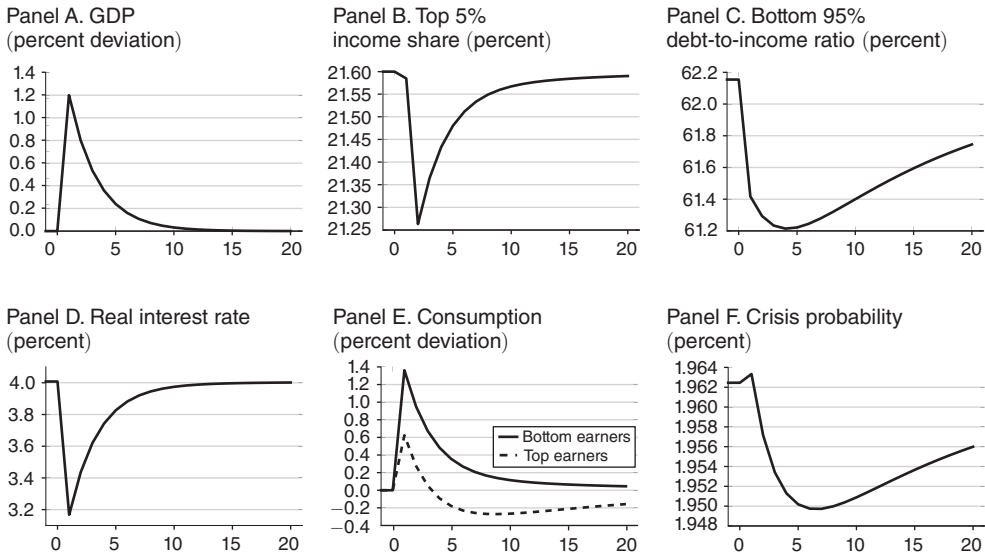 Panel A. GDP
(percent deviation)
1.4
1.2
1.0
0.8
0.6
0.4
0.2
0.0
0 5 10 15 20
Panel B. Top 5%
income share (percent)
21.60
21.55
21.50
21.45
21.40
21.35
21.30
21.25
0 5 10 15 20
Panel C. Bottom 95%
debt-to-income ratio (percent)
62.2
62.0
61.8
61.6
61.4
61.2
0 5 10 15 20
Panel D. Real interest rate
(percent)
4.0
3.8
3.6
3.4
3.2
0 5 10 15 20
Panel E. Consumption
(percent deviation)
1.4
1.2
1.0
0.8
0.6
0.4
0.2
0.0
−0.2
−0.4
Bottom earners
Top earners
0 5 10 15 20
Panel F. Crisis probability
(percent)
1.964
1.962
1.960
1.958
1.956
1.954
1.952
1.950
1.948
0 5 10 15 20